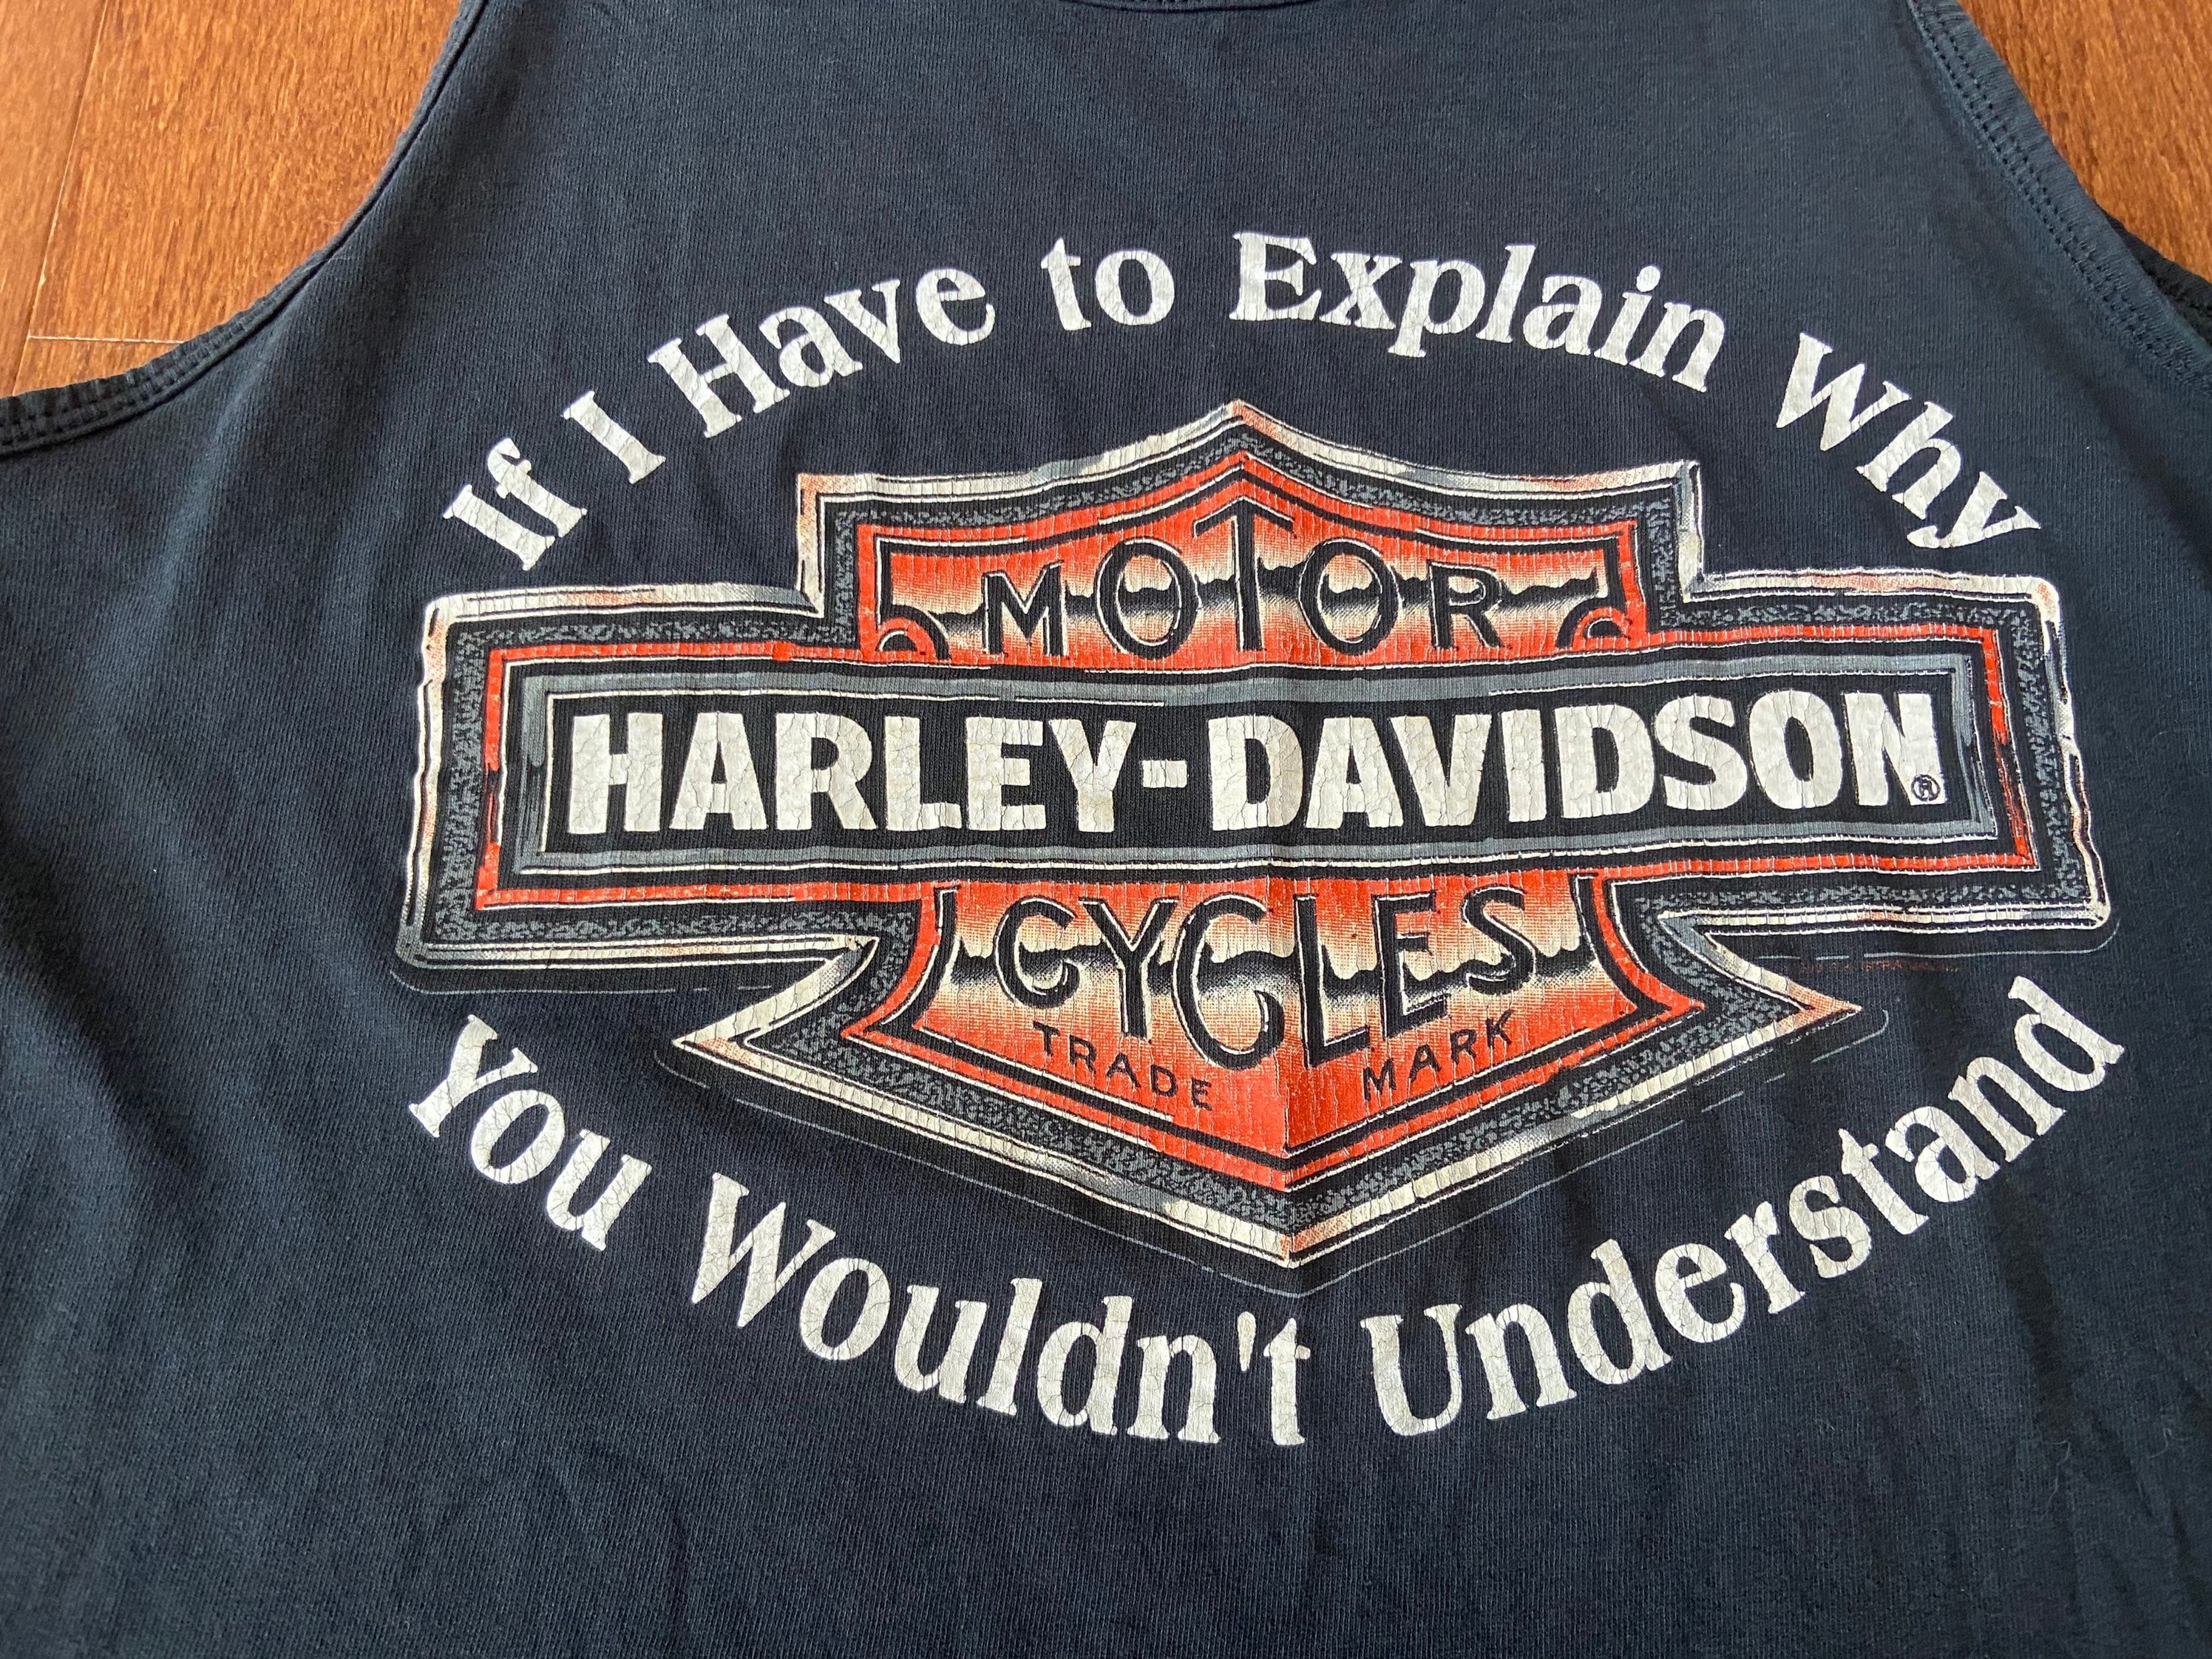 If I Have to Explain Why
MOTOR
HARLEY-DAVIDSON®
CYCLES
TRADE MARK
You Wouldn't Understand